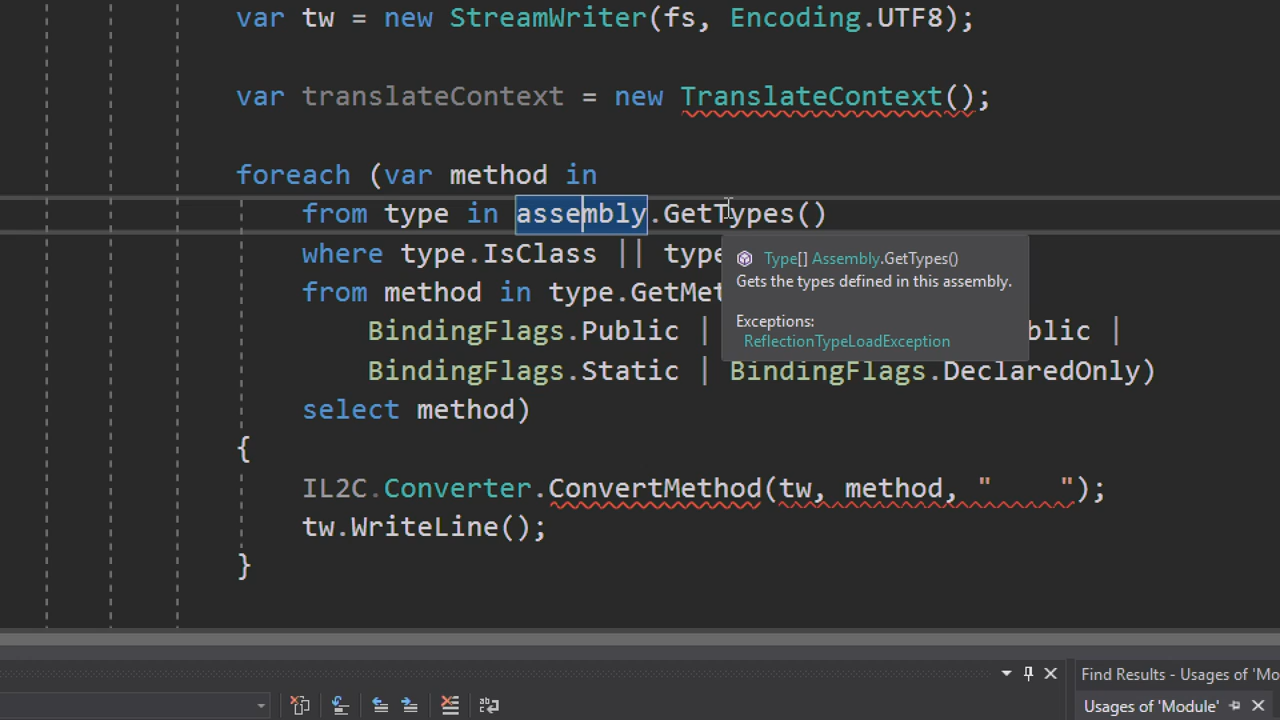 var tw = new StreamWriter(fs, Encoding.UTF8);
var translateContext = new TranslateContext();
foreach (var method in
from type in assembly.GetTypes()
where type.IsClass || type
from method in type.GetMet
BindingFlags.Public | blic |
BindingFlags.Static | BindingFlags.DeclaredOnly)
select method)
{
IL2C.Converter.ConvertMethod(tw, method, "    ");
tw.WriteLine();
}
Type[] Assembly.GetTypes()
Gets the types defined in this assembly.
Exceptions:
ReflectionTypeLoadException
Find Results - Usages of 'Mo
Usages of 'Module'